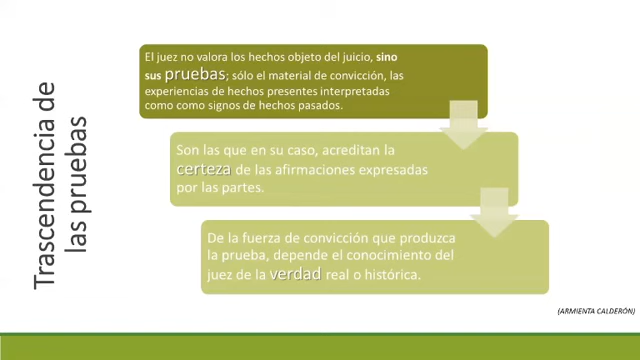 Trascendencia de
las pruebas
El juez no valora los hechos objeto del juicio, sino
sus pruebas; sólo el material de convicción, las
experiencias de hechos presentes interpretadas
como como signos de hechos pasados.
Son las que en su caso, acreditan la
certeza de las afirmaciones expresadas
por las partes.
De la fuerza de convicción que produzca
la prueba, depende el conocimiento del
juez de la verdad real o histórica.
(ARMIENTA CALDERÓN)